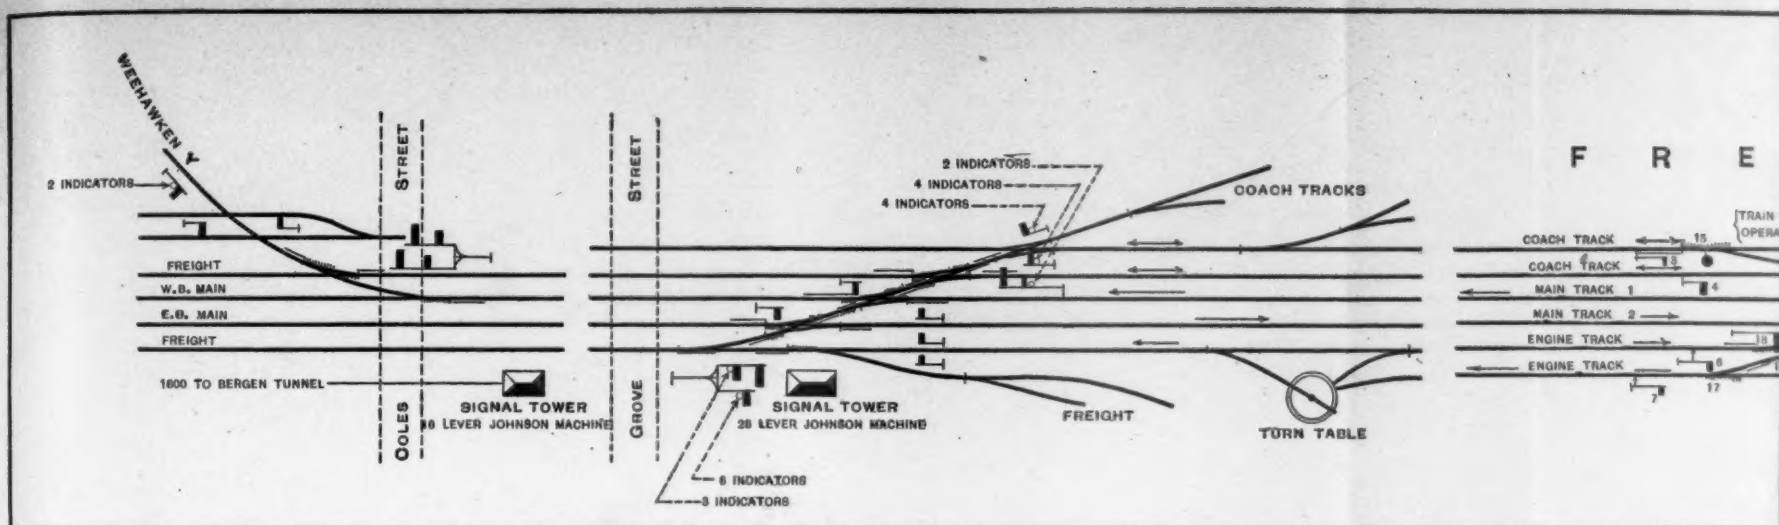 WEEHAWKEN Y
2 INDICATORS
FREIGHT
W.B. MAIN
E.B. MAIN
FREIGHT
1600 TO BERGEN TUNNEL
STREET
COLES
SIGNAL TOWER
LEVER JOHNSON MACHINE
STREET
GROVE
2 INDICATORS
4 INDICATORS
4 INDICATORS
COACH TRACKS
SIGNAL TOWER
28 LEVER JOHNSON MACHINE
6 INDICATORS
3 INDICATORS
FREIGHT
TURN TABLE
F R E
TRAIN
OPERA
COACH TRACK
15
COACH TRACK
8
MAIN TRACK 1
4
MAIN TRACK 2
ENGINE TRACK
18
ENGINE TRACK
6
17
7